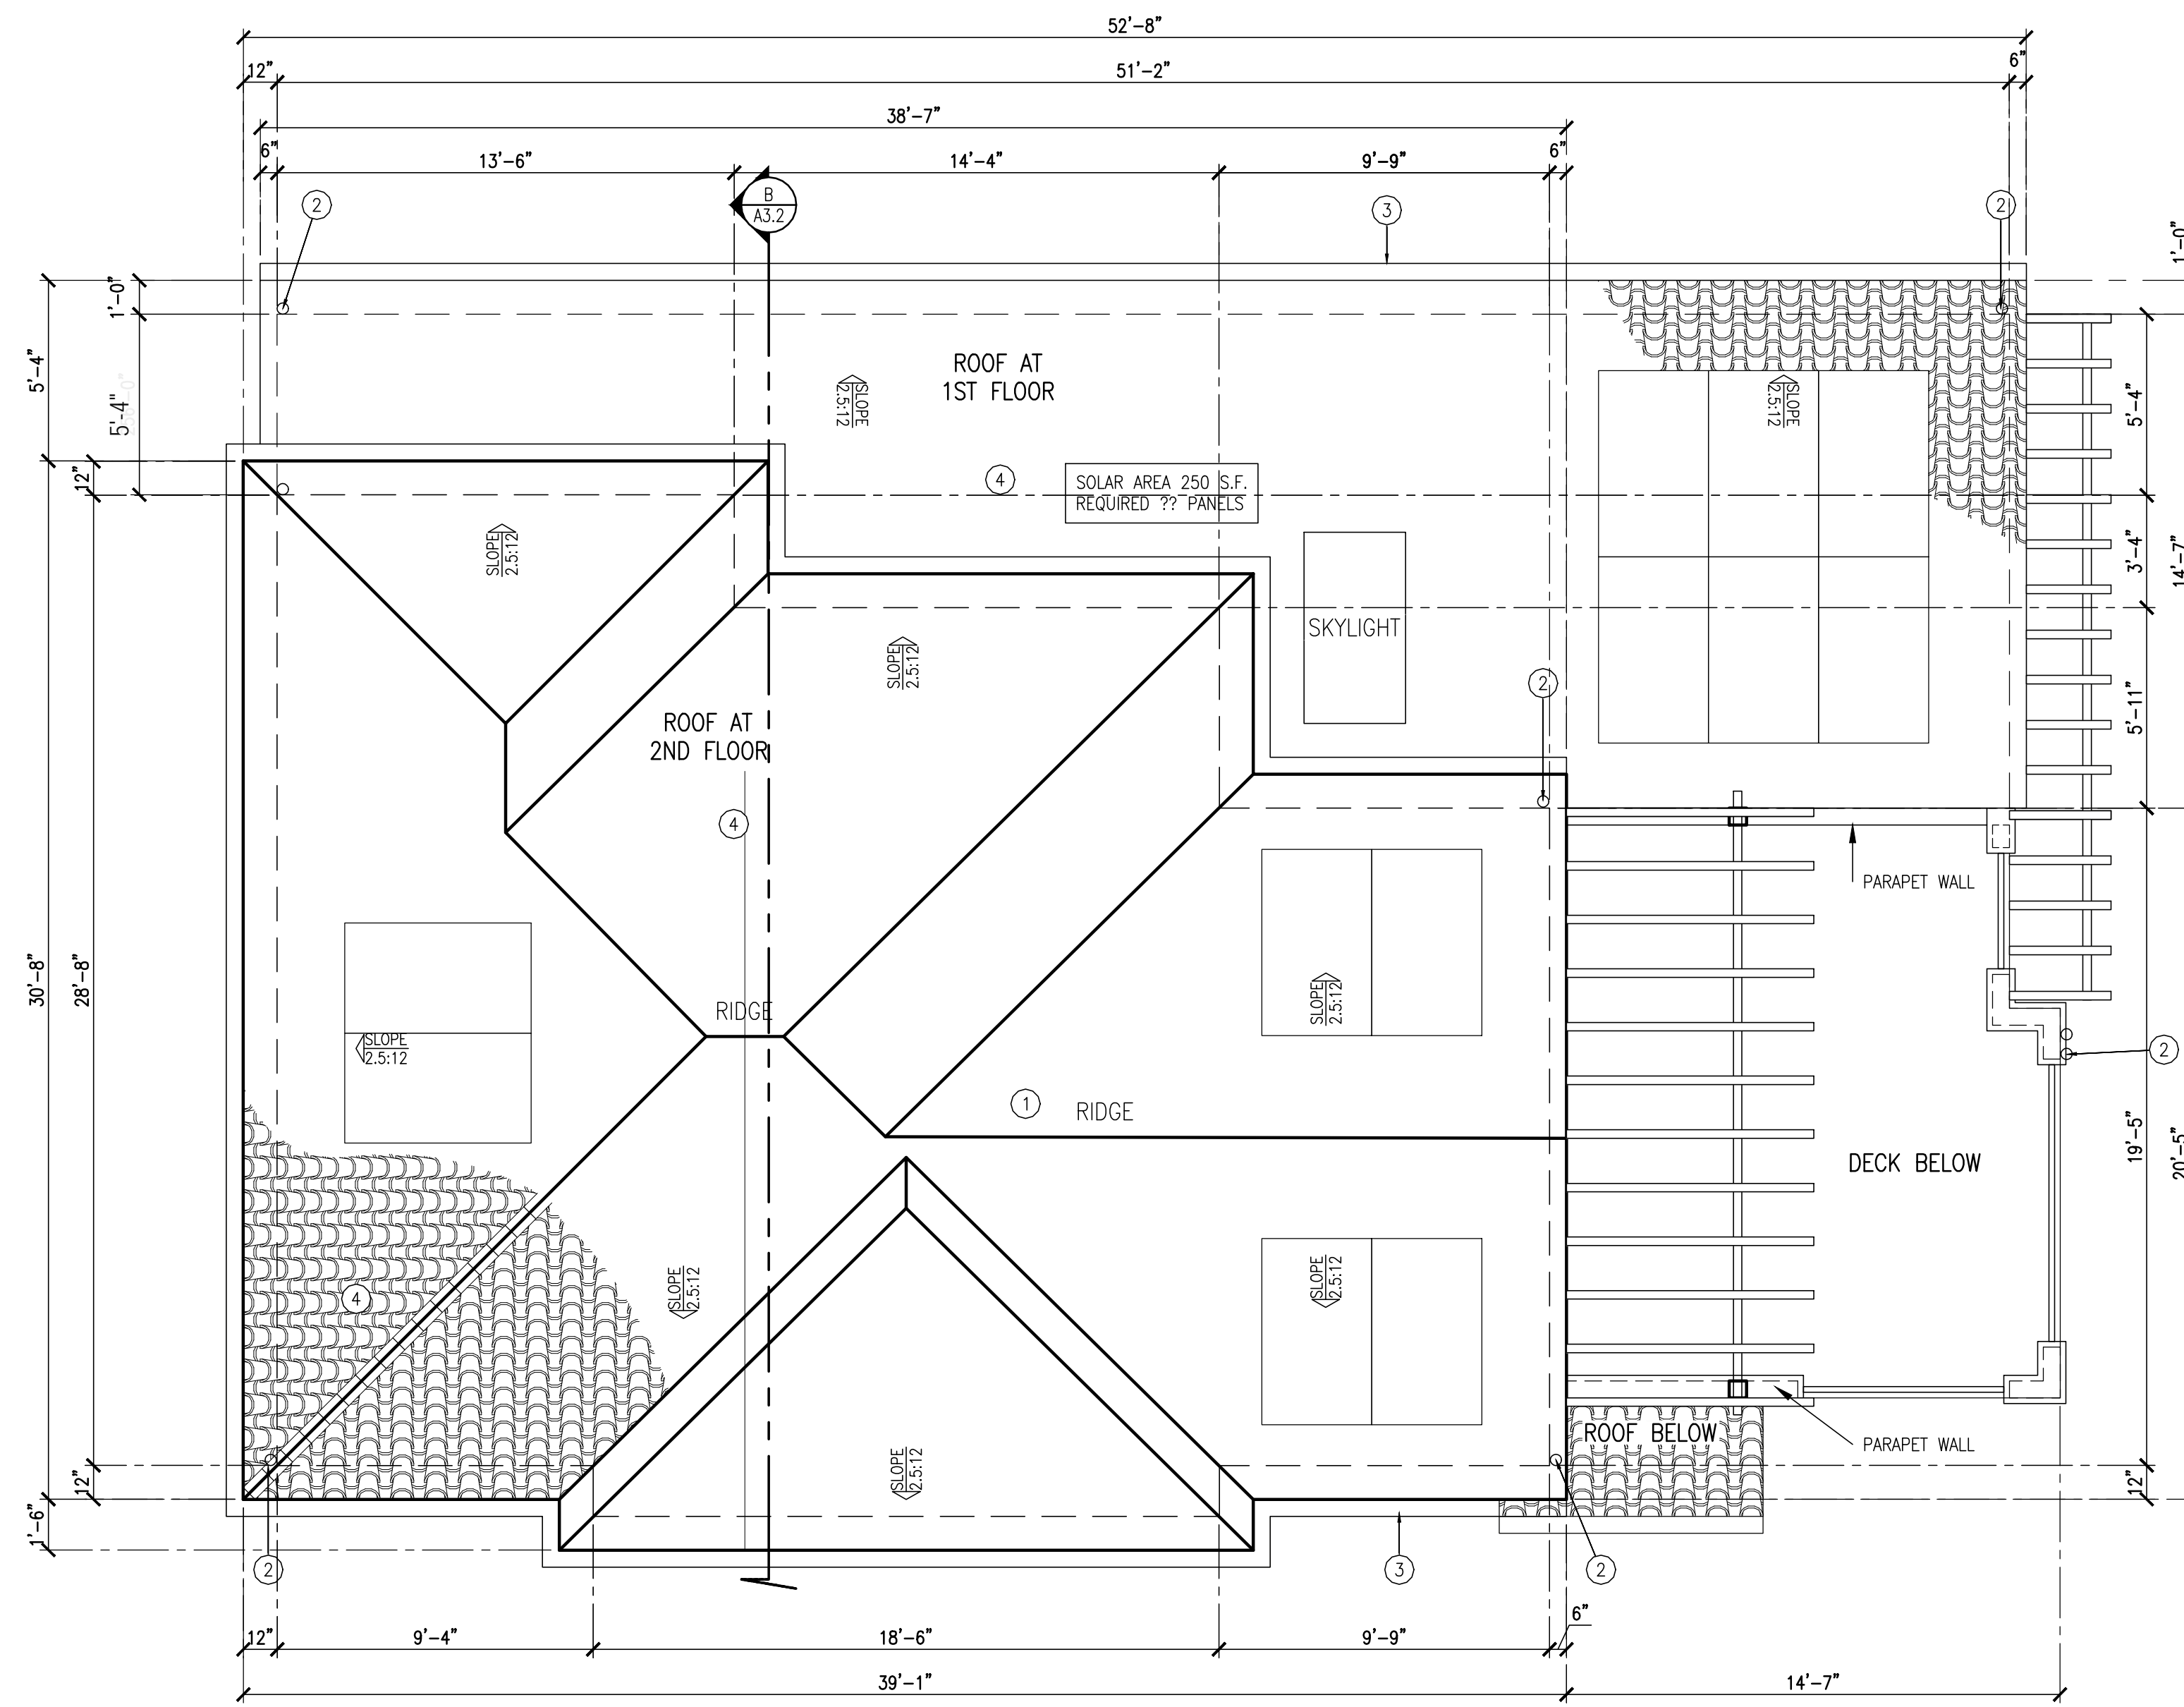 52'-8"
12"
51'-2"
6"
38'-7"
6"
13'-6"
14'-4"
9'-9"
6"
B
A3.2
2
3
2
1'-0"
1'-0"
5'-4"
5'-4"
12"
ROOF AT
1ST FLOOR
SLOPE
2.5:12
SLOPE
2.5:12
5'-4"
4
SOLAR AREA 250 S.F.
REQUIRED ?? PANELS
SLOPE
2.5:12
3'-4"
14'-7"
SKYLIGHT
SLOPE
2.5:12
2
5'-11"
ROOF AT
2ND FLOOR
4
PARAPET WALL
30'-8"
28'-8"
RIDGE
SLOPE
2.5:12
SLOPE
2.5:12
2
1
RIDGE
DECK BELOW
19'-5"
20'-5"
4
SLOPE
2.5:12
SLOPE
2.5:12
ROOF BELOW
PARAPET WALL
SLOPE
2.5:12
12"
12"
1'-6"
2
3
2
6"
12"
9'-4"
18'-6"
9'-9"
39'-1"
14'-7"